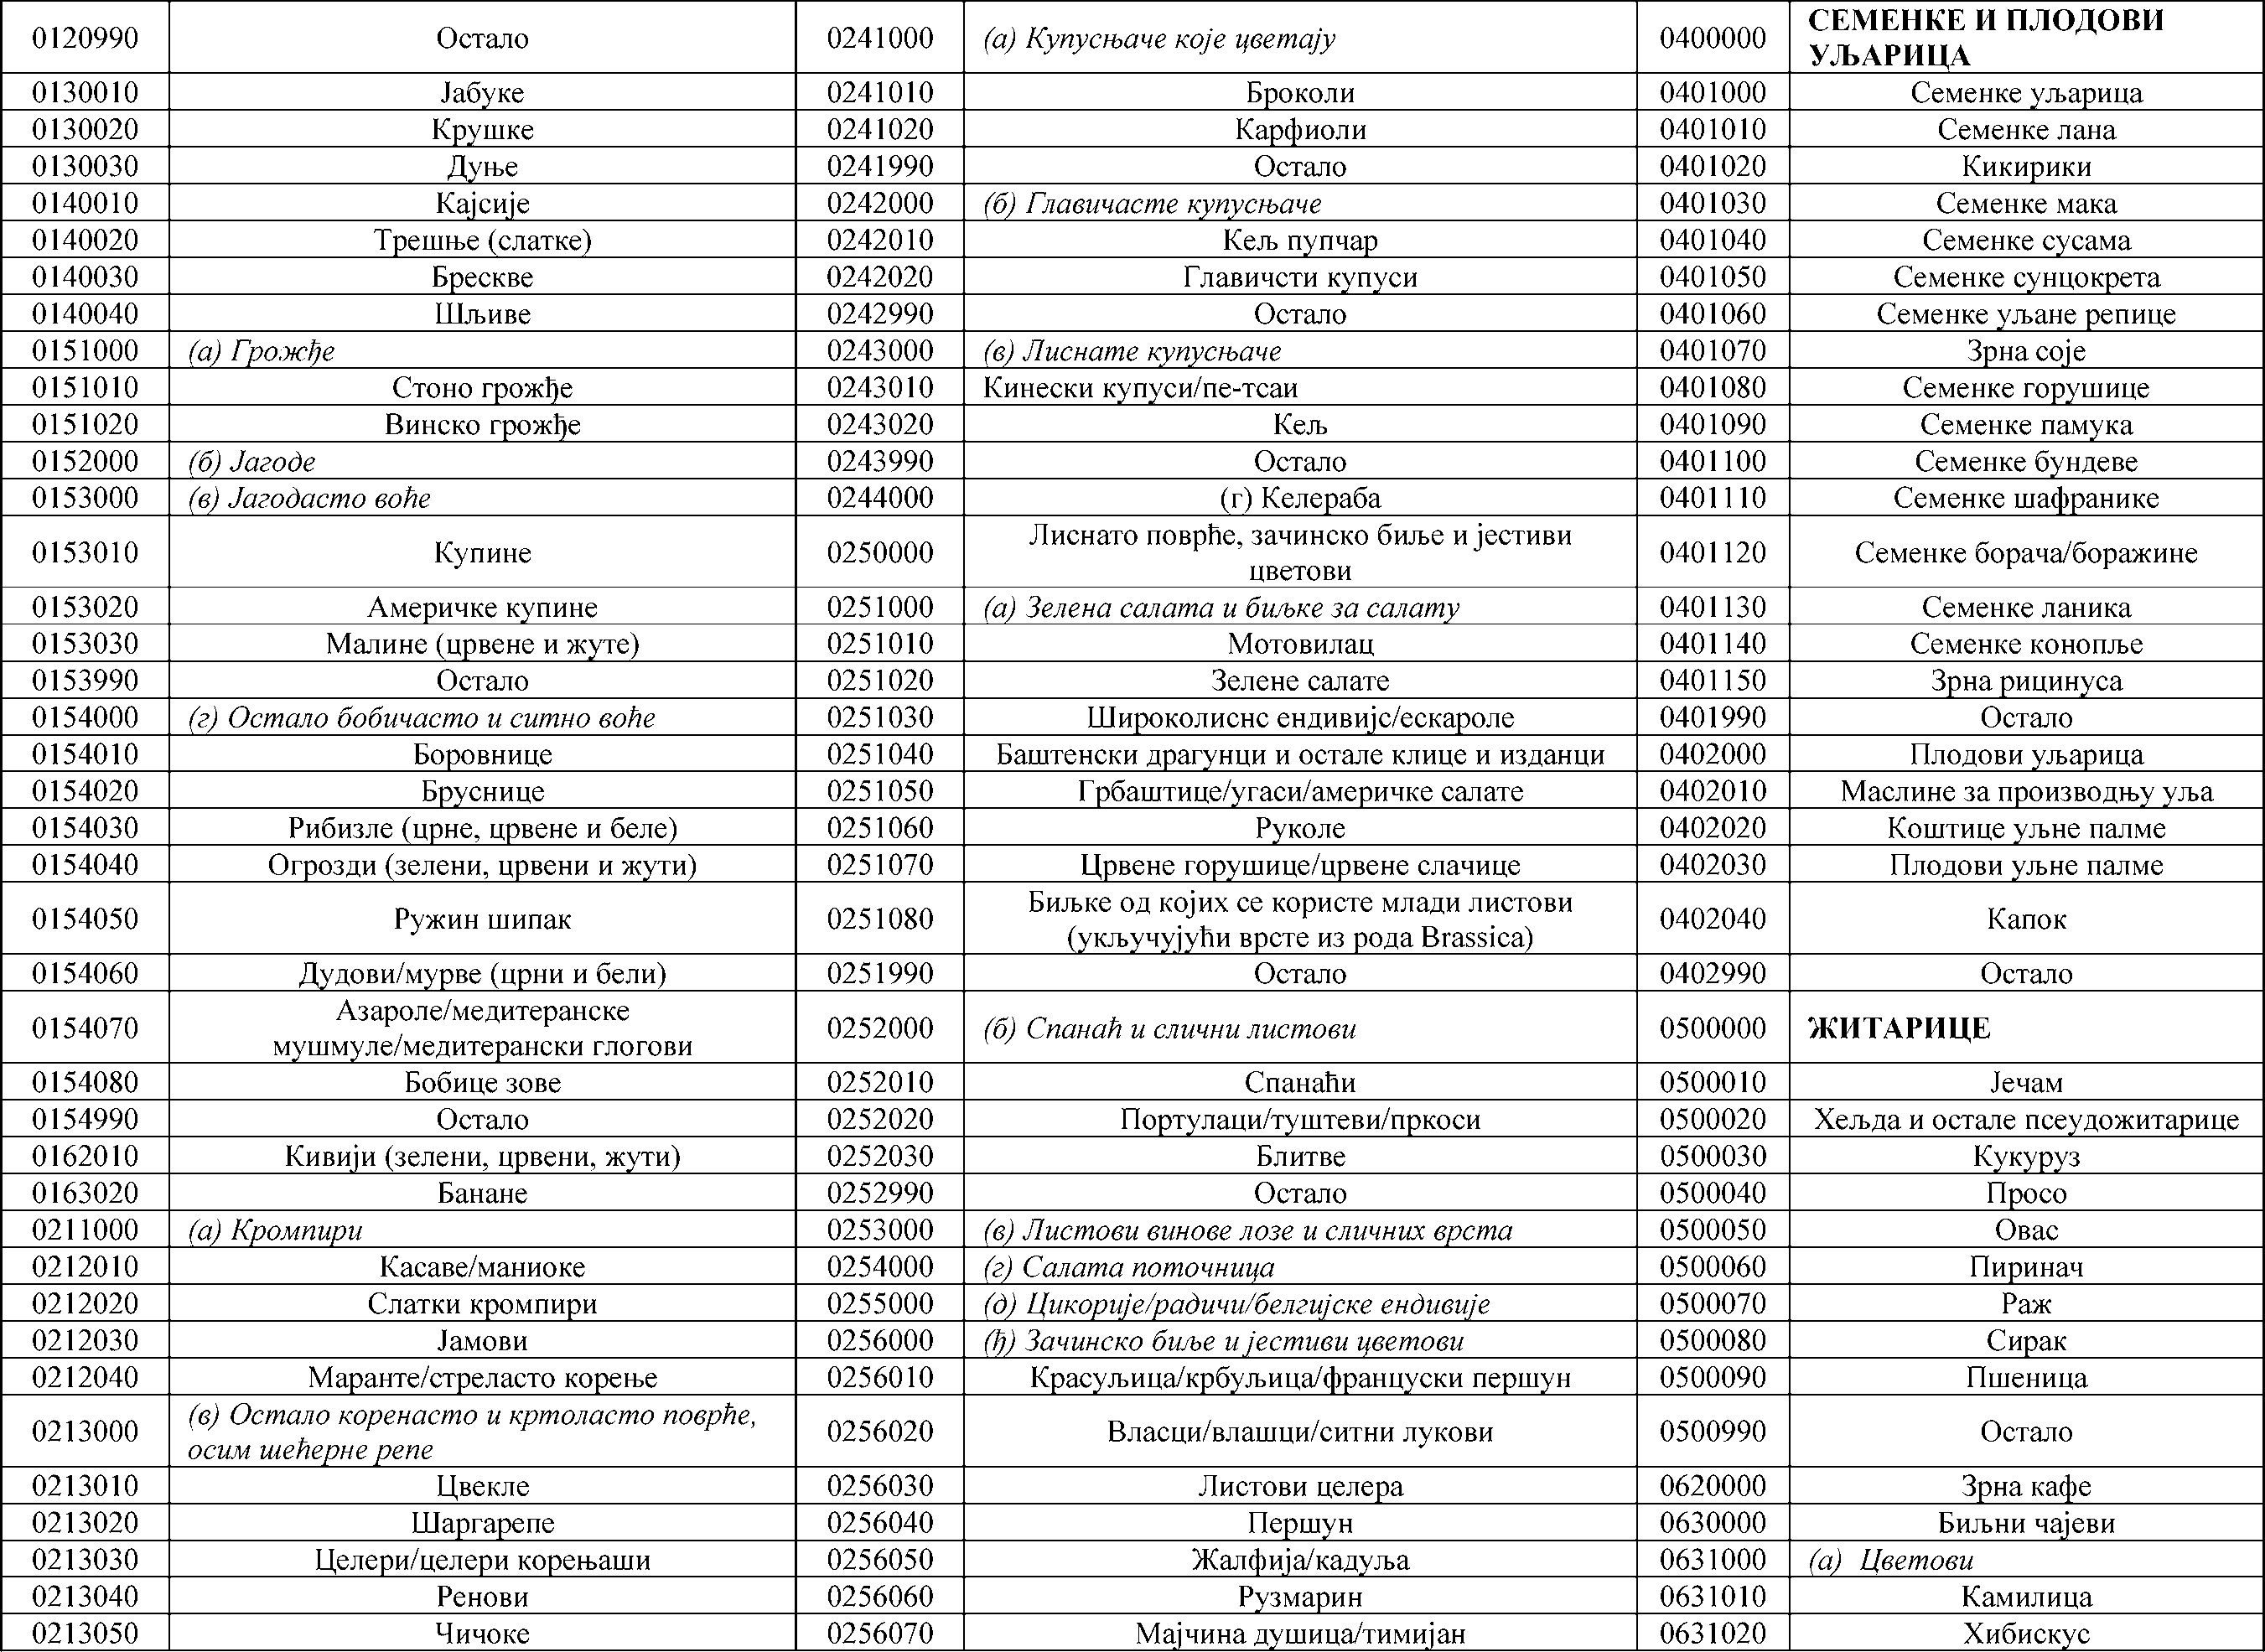 0120990 Остало 0241000 (а) Купусњаче које цветају 0400000 СЕМЕНКЕ И ПЛОДОВИ
УЉАРИЦА
0130010 Јабуке 0241010 Броколи 0401000 Семенке уљарица
0130020 Крушке 0241020 Карфиоли 0401010 Семенке лана
0130030 Дуње 0241990 Остало 0401020 Кикирики
0140010 Кајсије 0242000 (б) Главичасте купусњаче 0401030 Семенке мака
0140020 Трешње (слатке) 0242010 Кељ пупчар 0401040 Семенке сусама
0140030 Брескве 0242020 Главичсти купуси 0401050 Семенке сунцокрета
0140040 Шљиве 0242990 Остало 0401060 Семенке уљане репице
0151000 (а) Грожђе 0243000 (в) Лиснате купусњаче 0401070 Зрна соје
0151010 Стоно грожђе 0243010 Кинески купуси/пе-тсаи 0401080 Семенке горушице
0151020 Винско грожђе 0243020 Кељ 0401090 Семенке памука
0152000 (б) Јагоде 0243990 Остало 0401100 Семенке бундеве
0153000 (в) Јагодасто воће 0244000 (г) Келераба 0401110 Семенке шафранике
0153010 Купине 0250000 Лиснато поврће, зачинско биље и јестиви
цветови 0401120 Семенке борача/боражине
0153020 Америчке купине 0251000 (а) Зелена салата и биљке за салату 0401130 Семенке ланика
0153030 Малине (црвене и жуте) 0251010 Мотовилац 0401140 Семенке конопље
0153990 Остало 0251020 Зелене салате 0401150 Зрна рицинуса
0154000 (г) Остало бобичасто и ситно воће 0251030 Широколиснс ендивијс/ескароле 0401990 Остало
0154010 Боровнице 0251040 Баштенски драгунци и остале клице и изданци 0402000 Плодови уљарица
0154020 Бруснице 0251050 Грбаштице/угаси/америчке салате 0402010 Маслине за производњу уља
0154030 Рибизле (црне, црвене и беле) 0251060 Руколе 0402020 Коштице уљне палме
0154040 Огрозди (зелени, црвени и жути) 0251070 Црвене горушице/црвене слачице 0402030 Плодови уљне палме
0154050 Ружин шипак 0251080 Биљке од којих се користе млади листови
(укључујући врсте из рода Brassica) 0402040 Капок
0154060 Дудови/мурве (црни и бели) 0251990 Остало 0402990 Остало
0154070 Азароле/медитеранске
мушмуле/медитерански глогови 0252000 (б) Спанаћ и слични листови 0500000 ЖИТАРИЦЕ
0154080 Бобице зове 0252010 Спанаћи 0500010 Јечам
0154990 Остало 0252020 Портулаци/туштеви/пркоси 0500020 Хељда и остале псеудожитарице
0162010 Кивији (зелени, црвени, жути) 0252030 Блитве 0500030 Кукуруз
0163020 Банане 0252990 Остало 0500040 Просо
0211000 (а) Кромпири 0253000 (в) Листови винове лозе и сличних врста 0500050 Овас
0212010 Касаве/маниоке 0254000 (г) Салата поточница 0500060 Пиринач
0212020 Слатки кромпири 0255000 (д) Цикорије/радичи/белгијске ендивије 0500070 Раж
0212030 Јамови 0256000 (ђ) Зачинско биље и јестиви цветови 0500080 Сирак
0212040 Маранте/стреласто корење 0256010 Красуљица/крбуљица/француски першун 0500090 Пшеница
0213000 (в) Остало коренасто и кртоласто поврће,
осим шећерне репе 0256020 Власци/влашци/ситни лукови 0500990 Остало
0213010 Цвекле 0256030 Листови целера 0620000 Зрна кафе
0213020 Шаргарепе 0256040 Першун 0630000 Биљни чајеви
0213030 Целери/целери корењаши 0256050 Жалфија/кадуља 0631000 (а) Цветови
0213040 Ренови 0256060 Рузмарин 0631010 Камилица
0213050 Чичоке 0256070 Мајчина душица/тимијан 0631020 Хибискус